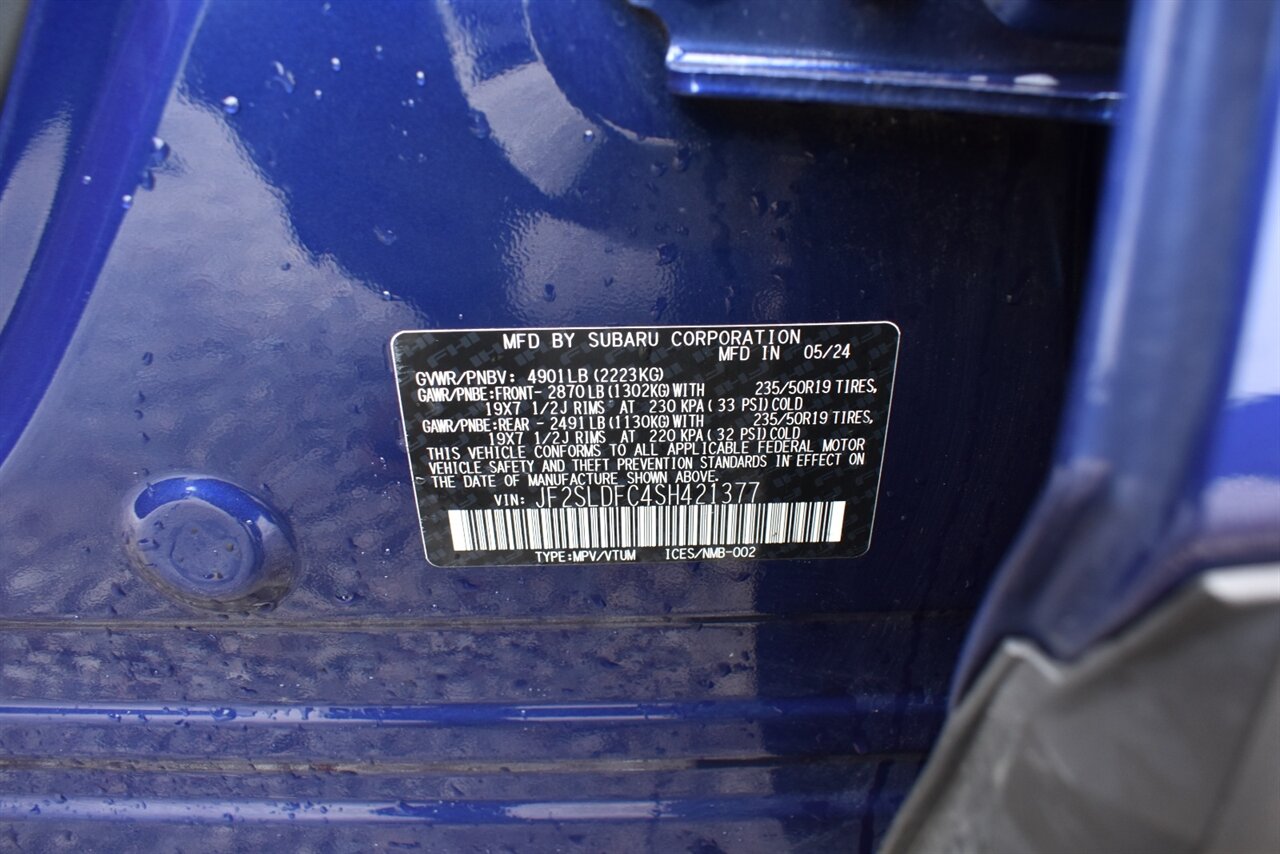 MFD BY SUBARU CORPORATION
MFD IN 05/24
GVWR/PNBV: 4901LB (2223KG)
GAWR/PNBE:FRONT- 2870LB (1302KG) WITH 235/50R19 TIRES,
19X7 1/2J RIMS AT 230 KPA ( 33 PSI) COLD
GAWR/PNBE:REAR - 2491LB (1130KG) WITH 235/50R19 TIRES,
19X7 1/2J RIMS AT 220 KPA ( 32 PSI) COLD
THIS VEHICLE CONFORMS TO ALL APPLICABLE FEDERAL MOTOR
VEHICLE SAFETY AND THEFT PREVENTION STANDARDS IN EFFECT ON
THE DATE OF MANUFACTURE SHOWN ABOVE.
VIN: JF2SLDFC4SH421377
TYPE:MPV/VTUM ICES/NMB-002